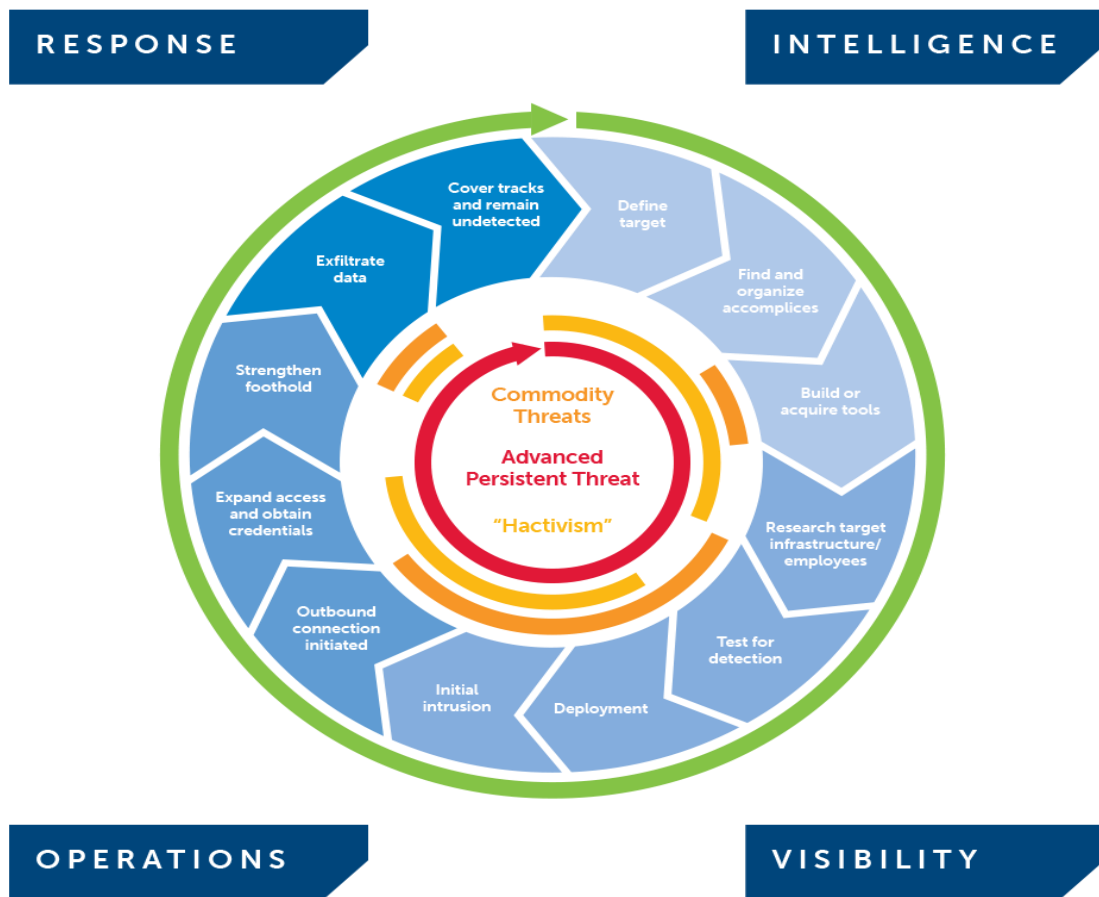 RESPONSE
INTELLIGENCE
Cover tracks
and remain
undetected
Define
target
Find and
organize
accomplices
Build or
acquire tools
Research target
infrastructure/
employees
Test for
detection
Deployment
Initial
intrusion
Outbound
connection
initiated
Expand access
and obtain
credentials
Strengthen
foothold
Exfiltrate
data
Commodity
Threats
Advanced
Persistent Threat
“Hactivism”
OPERATIONS
VISIBILITY